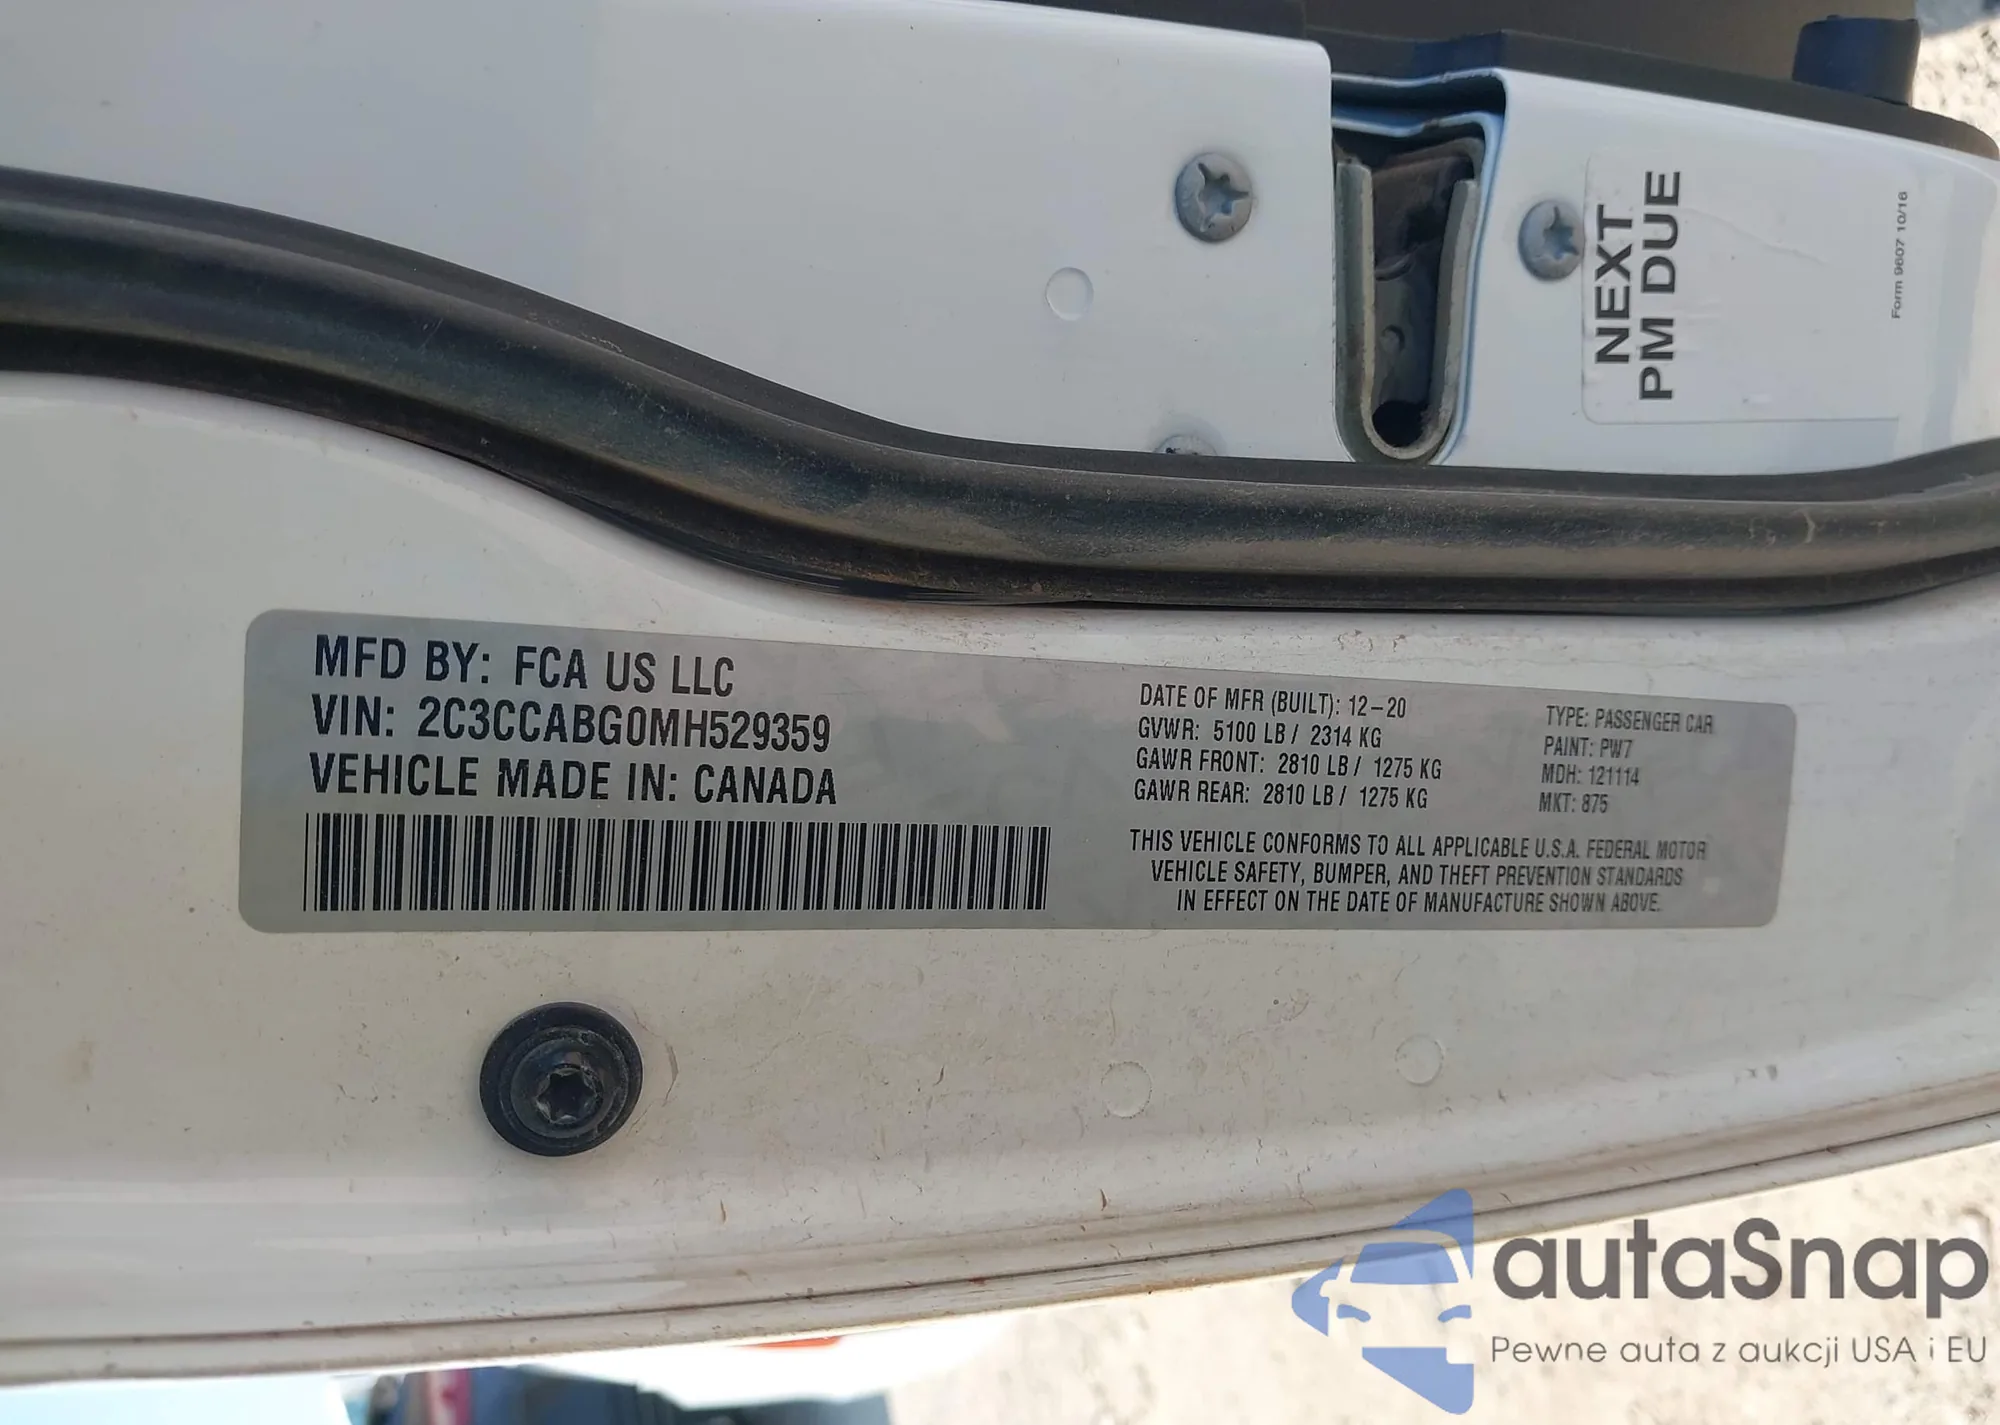 NEXT
PM DUE
Form 9607 10/16
MFD BY: FCA US LLC
VIN: 2C3CCABG0MH529359
VEHICLE MADE IN: CANADA
DATE OF MFR (BUILT): 12-20
GVWR: 5100 LB / 2314 KG
GAWR FRONT: 2810 LB / 1275 KG
GAWR REAR: 2810 LB / 1275 KG
TYPE: PASSENGER CAR
PAINT: PW7
MDH: 121114
MKT: 875
THIS VEHICLE CONFORMS TO ALL APPLICABLE U.S.A. FEDERAL MOTOR
VEHICLE SAFETY, BUMPER, AND THEFT PREVENTION STANDARDS
IN EFFECT ON THE DATE OF MANUFACTURE SHOWN ABOVE.
autaSnap
Pewne auta z aukcji USA i EU